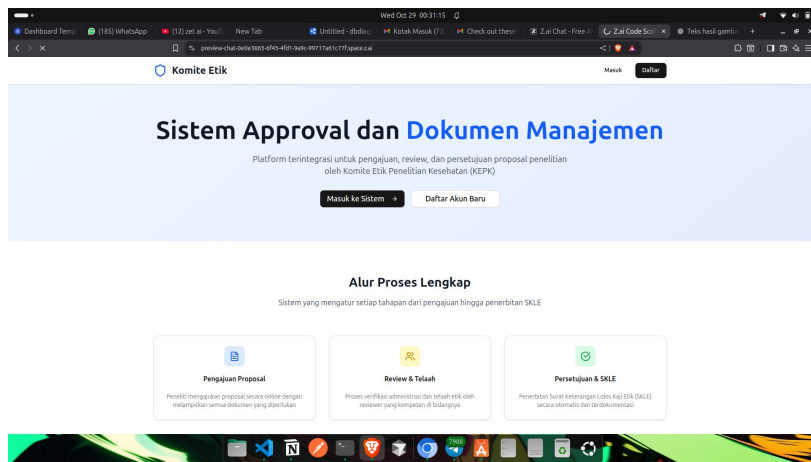 Wed Oct 29 00:31:15
Dashboard Temp
(185) WhatsApp
(12) zet ai - YouTu
New Tab
Untitled - dbdiag
M Kotak Masuk (73
Check out these
Z.ai Chat - Free A
Z.ai Code Scaf
Teks hasil gamba
preview-chat-0e0e3865-6f45-4fd1-9a9c-99717a61c77f.space.z.ai
Komite Etik
Masuk
Daftar
Sistem Approval dan Dokumen Manajemen
Platform terintegrasi untuk pengajuan, review, dan persetujuan proposal penelitian
oleh Komite Etik Penelitian Kesehatan (KEPK)
Masuk ke Sistem →
Daftar Akun Baru
Alur Proses Lengkap
Sistem yang mengatur setiap tahapan dari pengajuan hingga penerbitan SKLE
Pengajuan Proposal
Peneliti mengajukan proposal secara online dengan
melampirkan semua dokumen yang diperlukan
Review & Telaah
Proses verifikasi administrasi dan telaah etik oleh
reviewer yang kompeten di bidangnya
Persetujuan & SKLE
Penerbitan Surat Keterangan Lolos Kaji Etik (SKLE)
secara otomatis dan terdokumentasi
7908
SSD